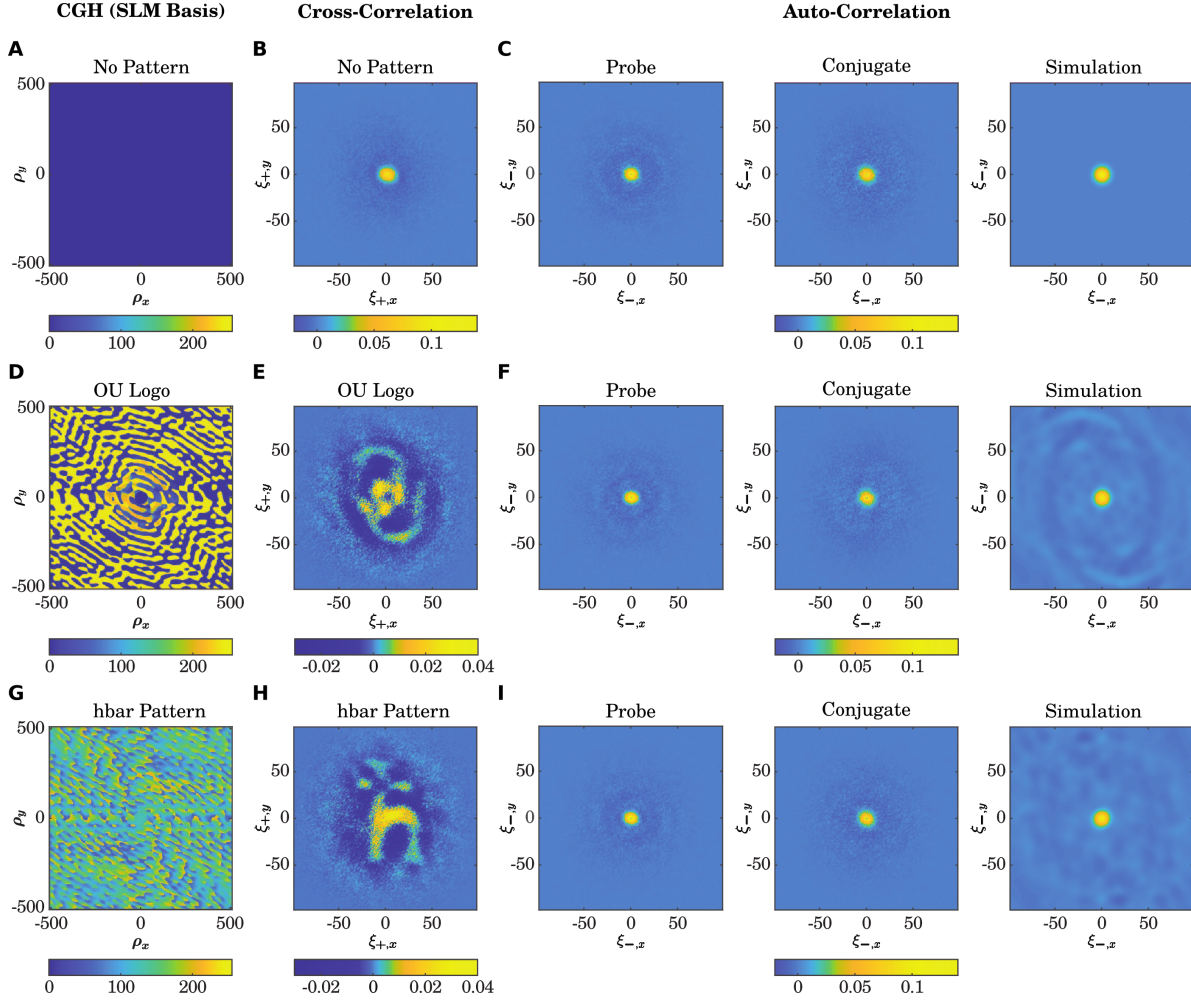 CGH (SLM Basis) Cross-Correlation Auto-Correlation
A B C
No Pattern No Pattern Probe Conjugate Simulation
500
0
-500
ρy
-500 0 500
ρx
50
0
-50
ξ+,y
-50 0 50
ξ+,x
50
0
-50
ξ−,y
-50 0 50
ξ−,x
50
0
-50
ξ−,y
-50 0 50
ξ−,x
50
0
-50
ξ−,y
-50 0 50
ξ−,x
0 100 200
0 0.05 0.1
0 0.05 0.1
D E F
OU Logo OU Logo Probe Conjugate Simulation
500
0
-500
ρy
-500 0 500
ρx
50
0
-50
ξ+,y
-50 0 50
ξ+,x
50
0
-50
ξ−,y
-50 0 50
ξ−,x
50
0
-50
ξ−,y
-50 0 50
ξ−,x
50
0
-50
ξ−,y
-50 0 50
ξ−,x
0 100 200
-0.02 0 0.02 0.04
0 0.05 0.1
G H I
hbar Pattern hbar Pattern Probe Conjugate Simulation
500
0
-500
ρy
-500 0 500
ρx
50
0
-50
ξ+,y
-50 0 50
ξ+,x
50
0
-50
ξ−,y
-50 0 50
ξ−,x
50
0
-50
ξ−,y
-50 0 50
ξ−,x
50
0
-50
ξ−,y
-50 0 50
ξ−,x
0 100 200
-0.02 0 0.02 0.04
0 0.05 0.1